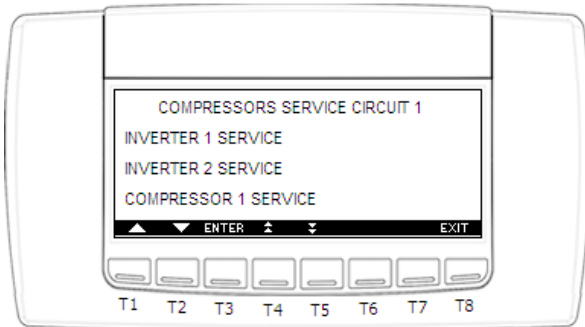 COMPRESSORS SERVICE CIRCUIT 1
INVERTER 1 SERVICE
INVERTER 2 SERVICE
COMPRESSOR 1 SERVICE
ENTER EXIT
T1 T2 T3 T4 T5 T6 T7 T8